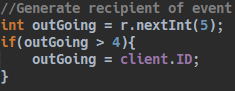 //Generate recipient of event
int outGoing = r.nextInt(5);
if(outGoing > 4){
    outGoing = client.ID;
}